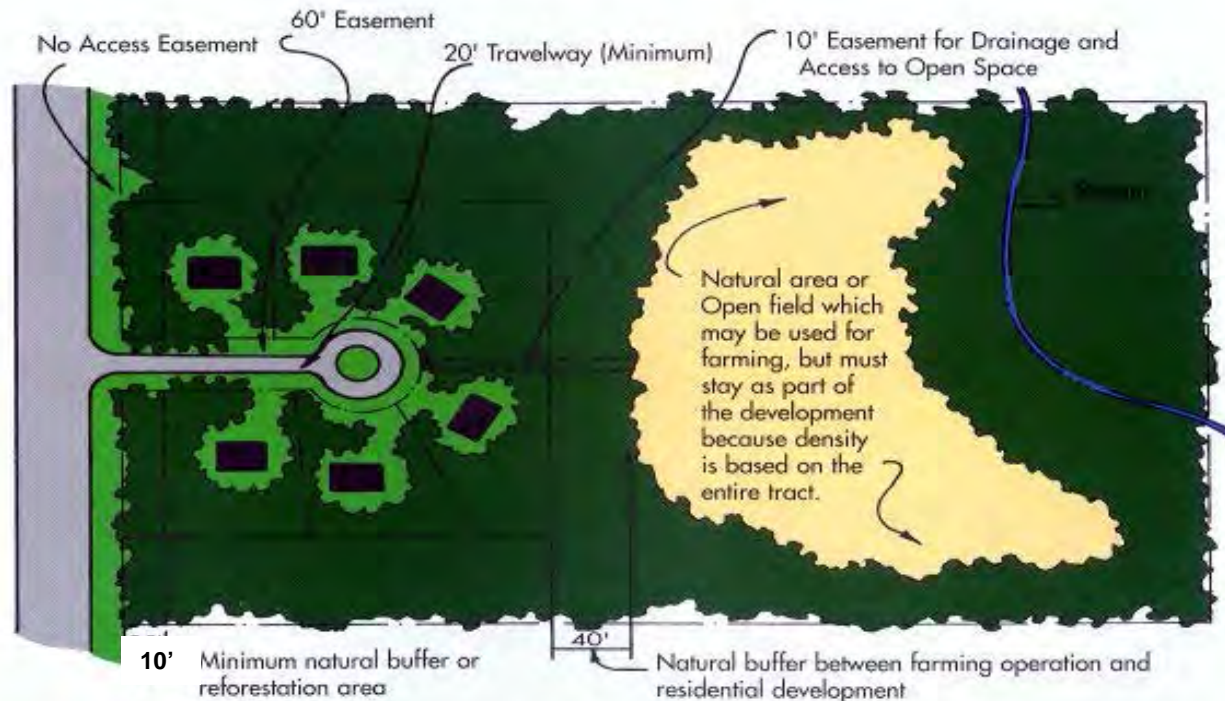 60' Easement
No Access Easement
20' Travelway (Minimum)
10' Easement for Drainage and
Access to Open Space
Stream
Natural area or
Open field which
may be used for
farming, but must
stay as part of
the development
because density
is based on the
entire tract.
40'
10’ Minimum natural buffer or
reforestation area
Natural buffer between farming operation and
residential development